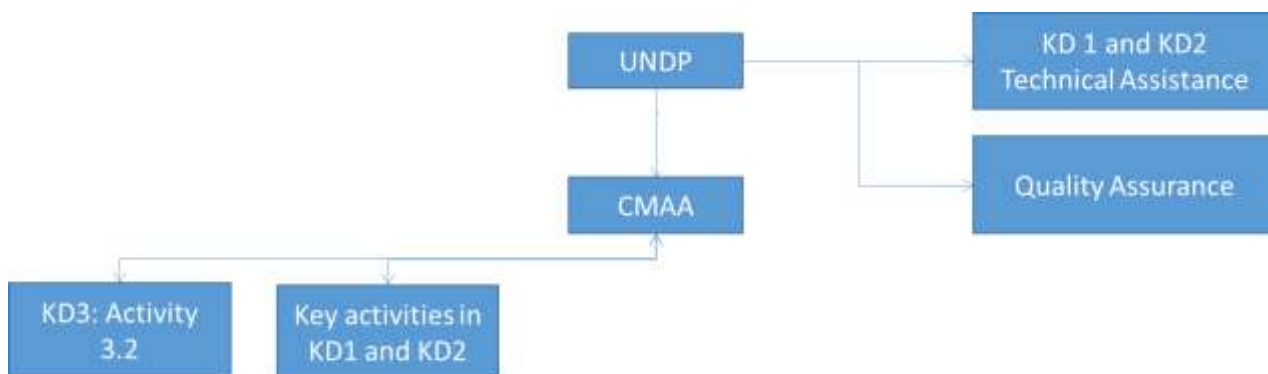 UNDP
KD 1 and KD2
Technical Assistance
Quality Assurance
CMAA
KD3: Activity
3.2
Key activities in
KD1 and KD2